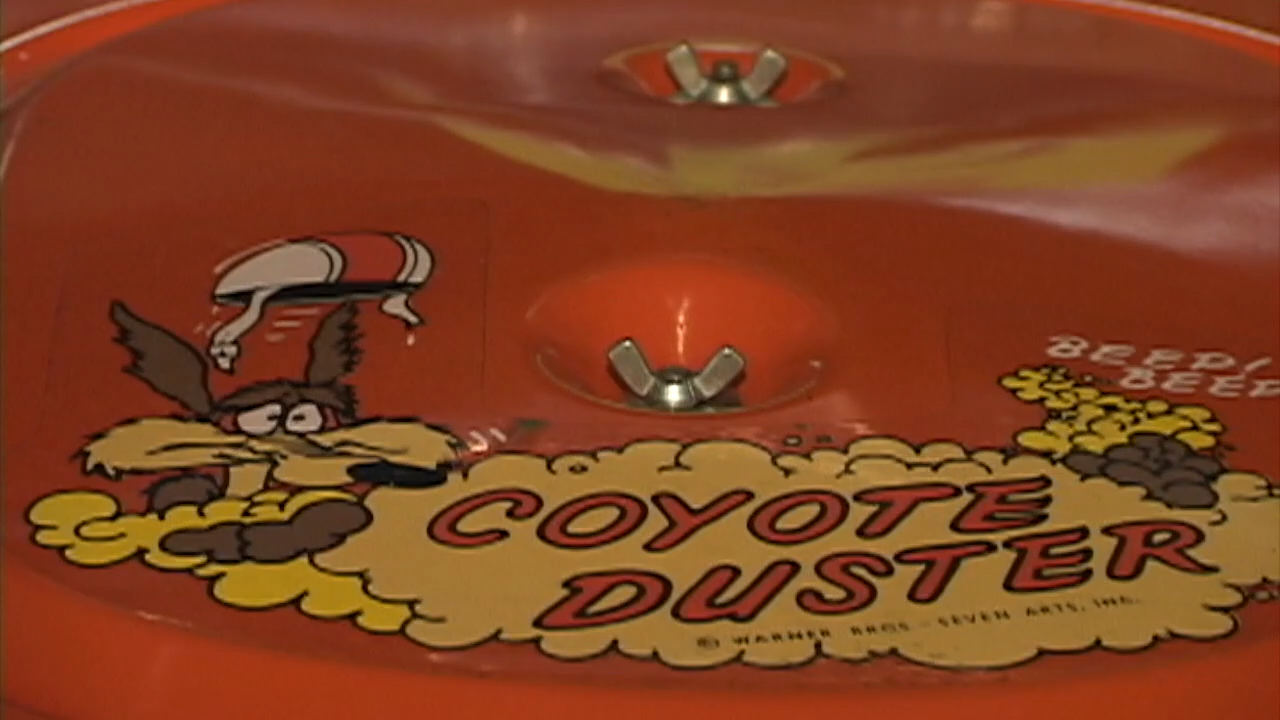 BEEP!
BEEP
COYOTE
DUSTER
© WARNER BROS. - SEVEN ARTS, INC.